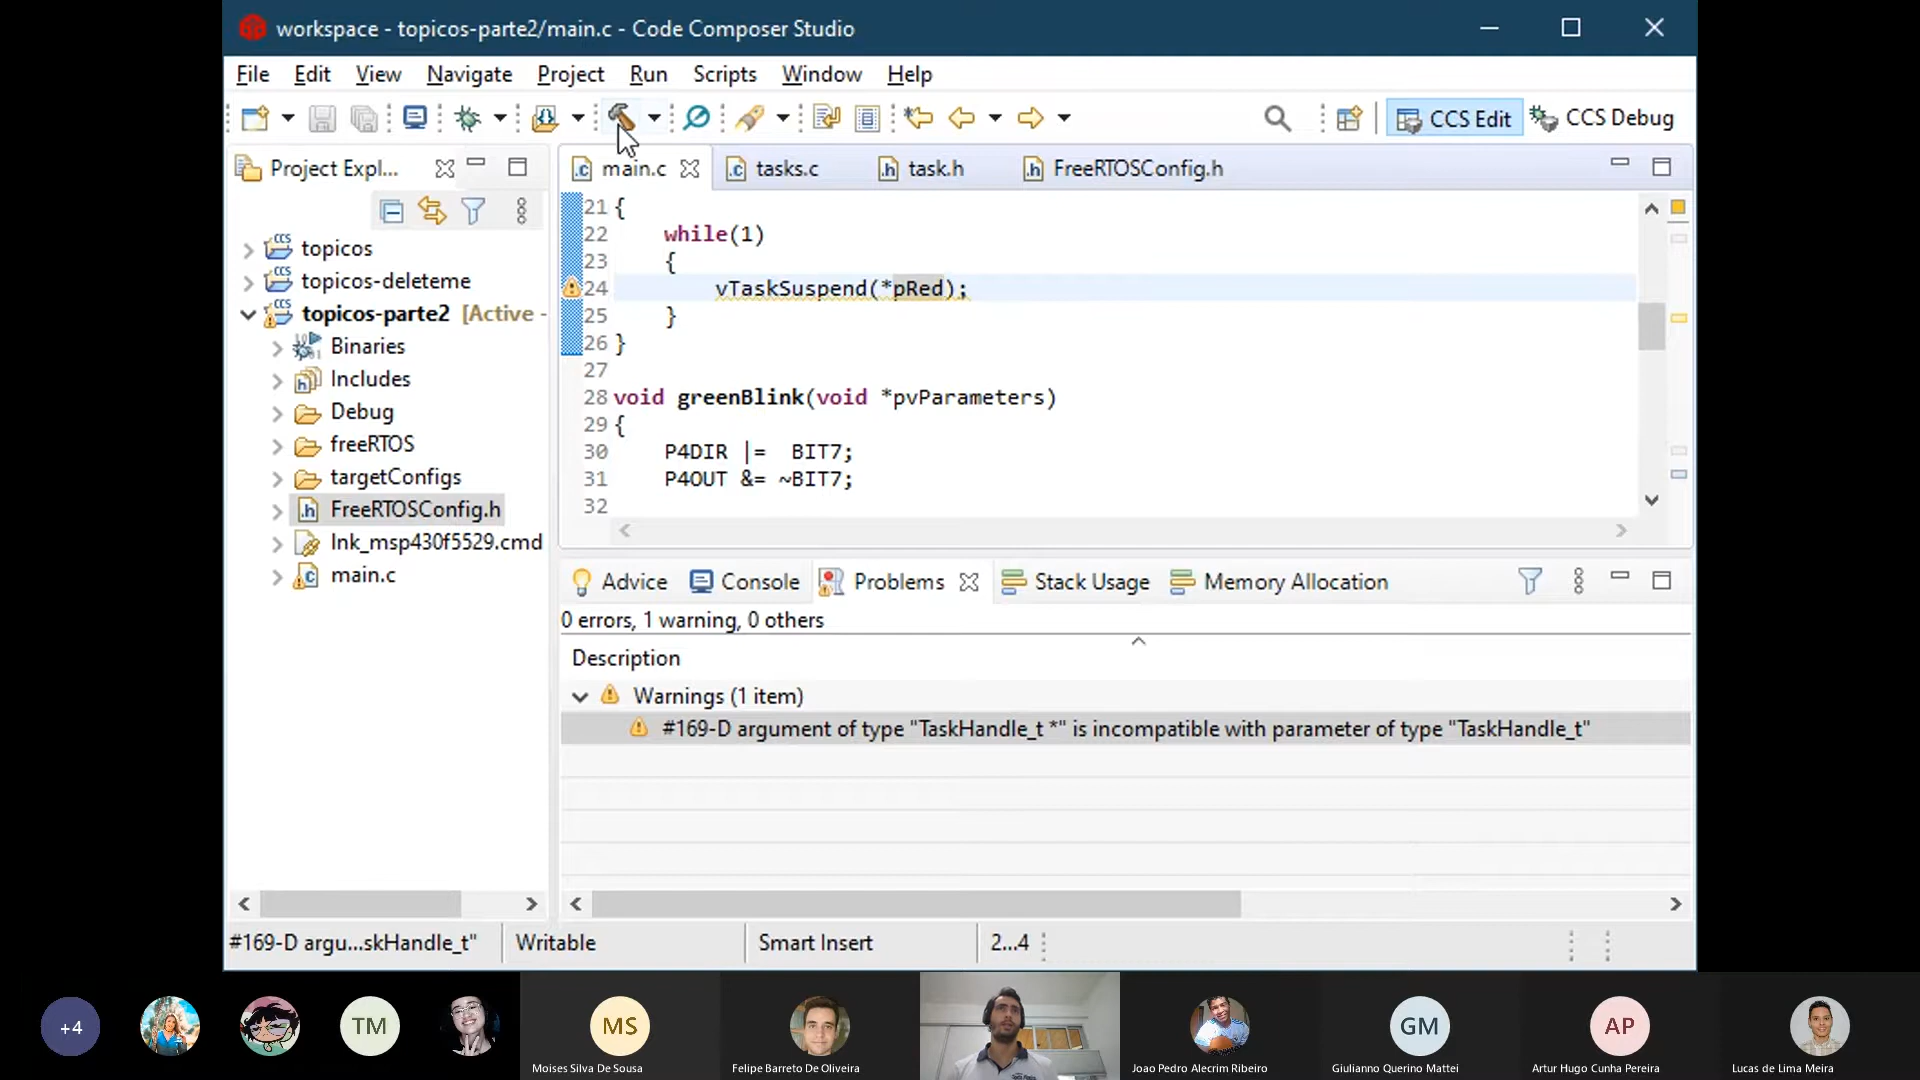 workspace - topicos-parte2/main.c - Code Composer Studio
File Edit View Navigate Project Run Scripts Window Help
CCS Edit CCS Debug
Project Expl...
main.c tasks.c task.h FreeRTOSConfig.h
topicos
topicos-deleteme
topicos-parte2 [Active -
Binaries
Includes
Debug
freeRTOS
targetConfigs
FreeRTOSConfig.h
lnk_msp430f5529.cmd
main.c
21 {
22 while(1)
23 {
24 vTaskSuspend(*pRed);
25 }
26 }
27
28 void greenBlink(void *pvParameters)
29 {
30 P4DIR |= BIT7;
31 P4OUT &= ~BIT7;
32
Advice Console Problems Stack Usage Memory Allocation
0 errors, 1 warning, 0 others
Description
Warnings (1 item)
#169-D argument of type "TaskHandle_t *" is incompatible with parameter of type "TaskHandle_t"
#169-D argu...skHandle_t" Writable Smart Insert 2...4
+4 TM MS GM AP
Moises Silva De Sousa Felipe Barreto De Oliveira Joao Pedro Alecrim Ribeiro Giulianno Querino Mattei Artur Hugo Cunha Pereira Lucas de Lima Meira